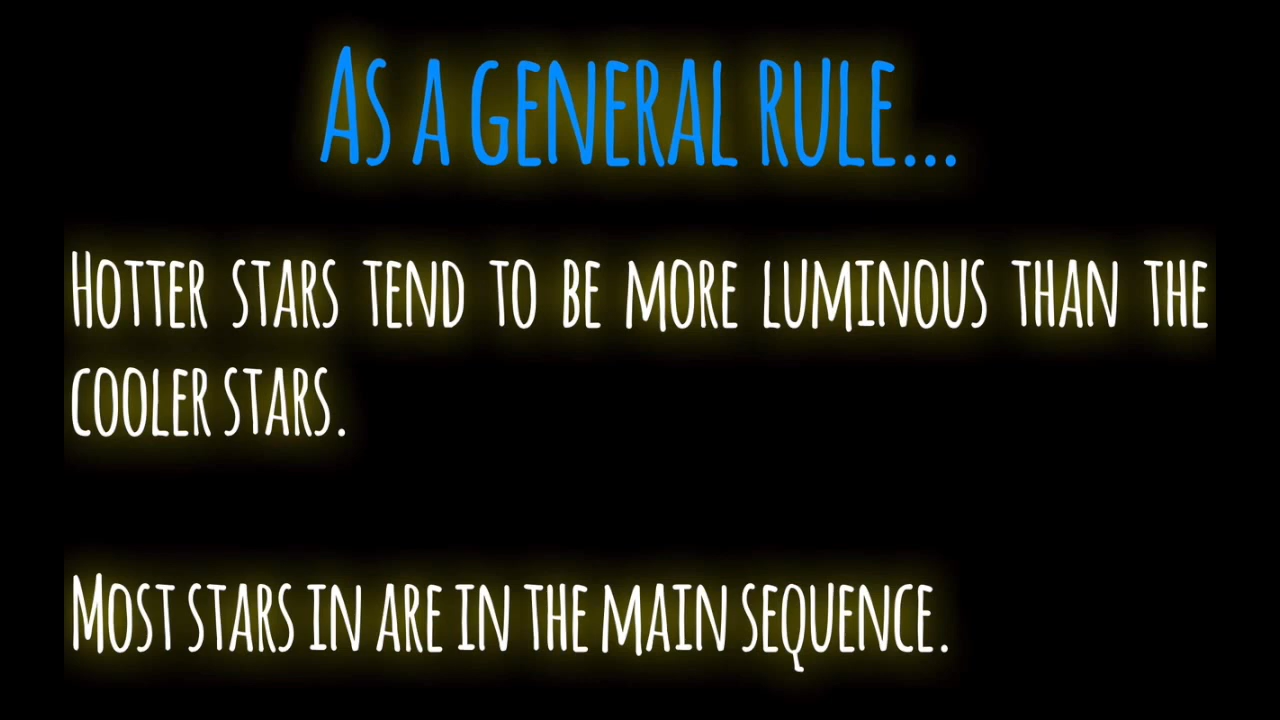 As a general rule...
Hotter stars tend to be more luminous than the
cooler stars.
Most stars in are in the main sequence.